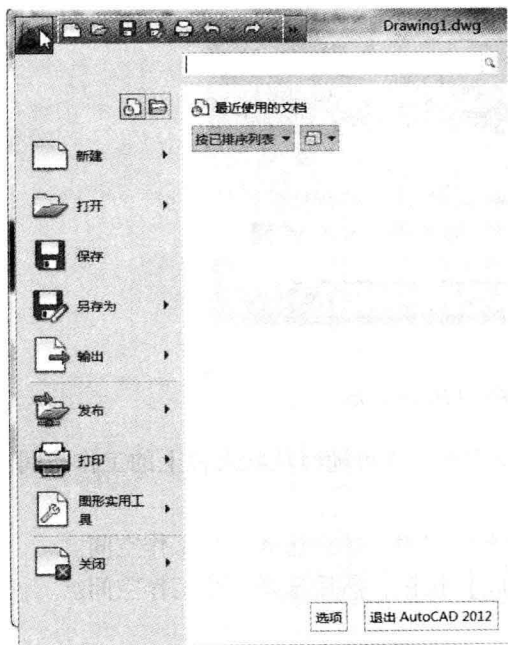 Drawing1.dwg
最近使用的文档
按已排序列表
新建
打开
保存
另存为
输出
发布
打印
图形实用工
具
关闭
选项
退出 AutoCAD 2012